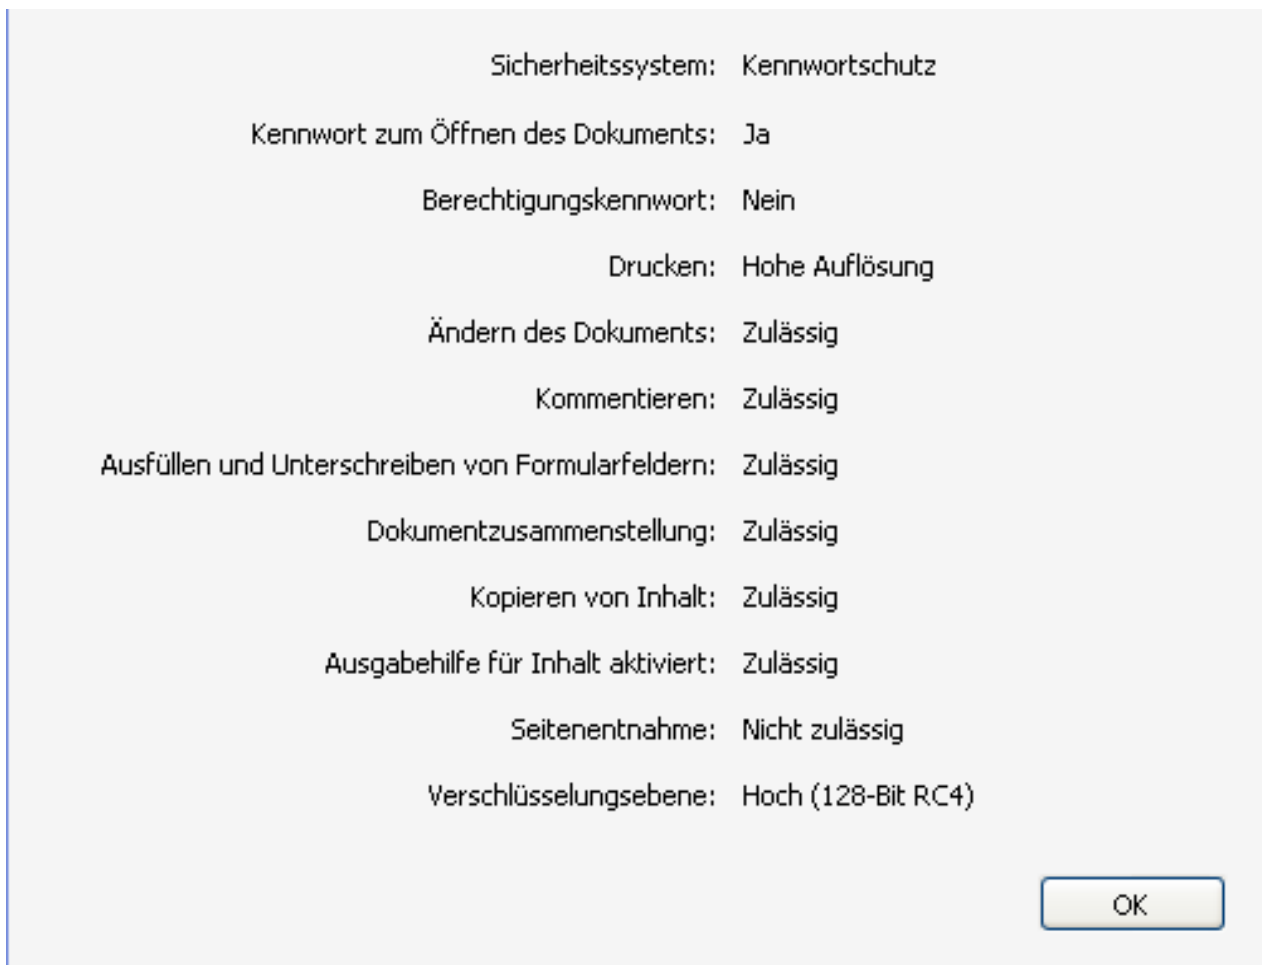 Sicherheitssystem: Kennwortschutz
Kennwort zum Öffnen des Dokuments: Ja
Berechtigungskennwort: Nein
Drucken: Hohe Auflösung
Ändern des Dokuments: Zulässig
Kommentieren: Zulässig
Ausfüllen und Unterschreiben von Formularfeldern: Zulässig
Dokumentzusammenstellung: Zulässig
Kopieren von Inhalt: Zulässig
Ausgabehilfe für Inhalt aktiviert: Zulässig
Seitenentnahme: Nicht zulässig
Verschlüsselungsebene: Hoch (128-Bit RC4)
OK